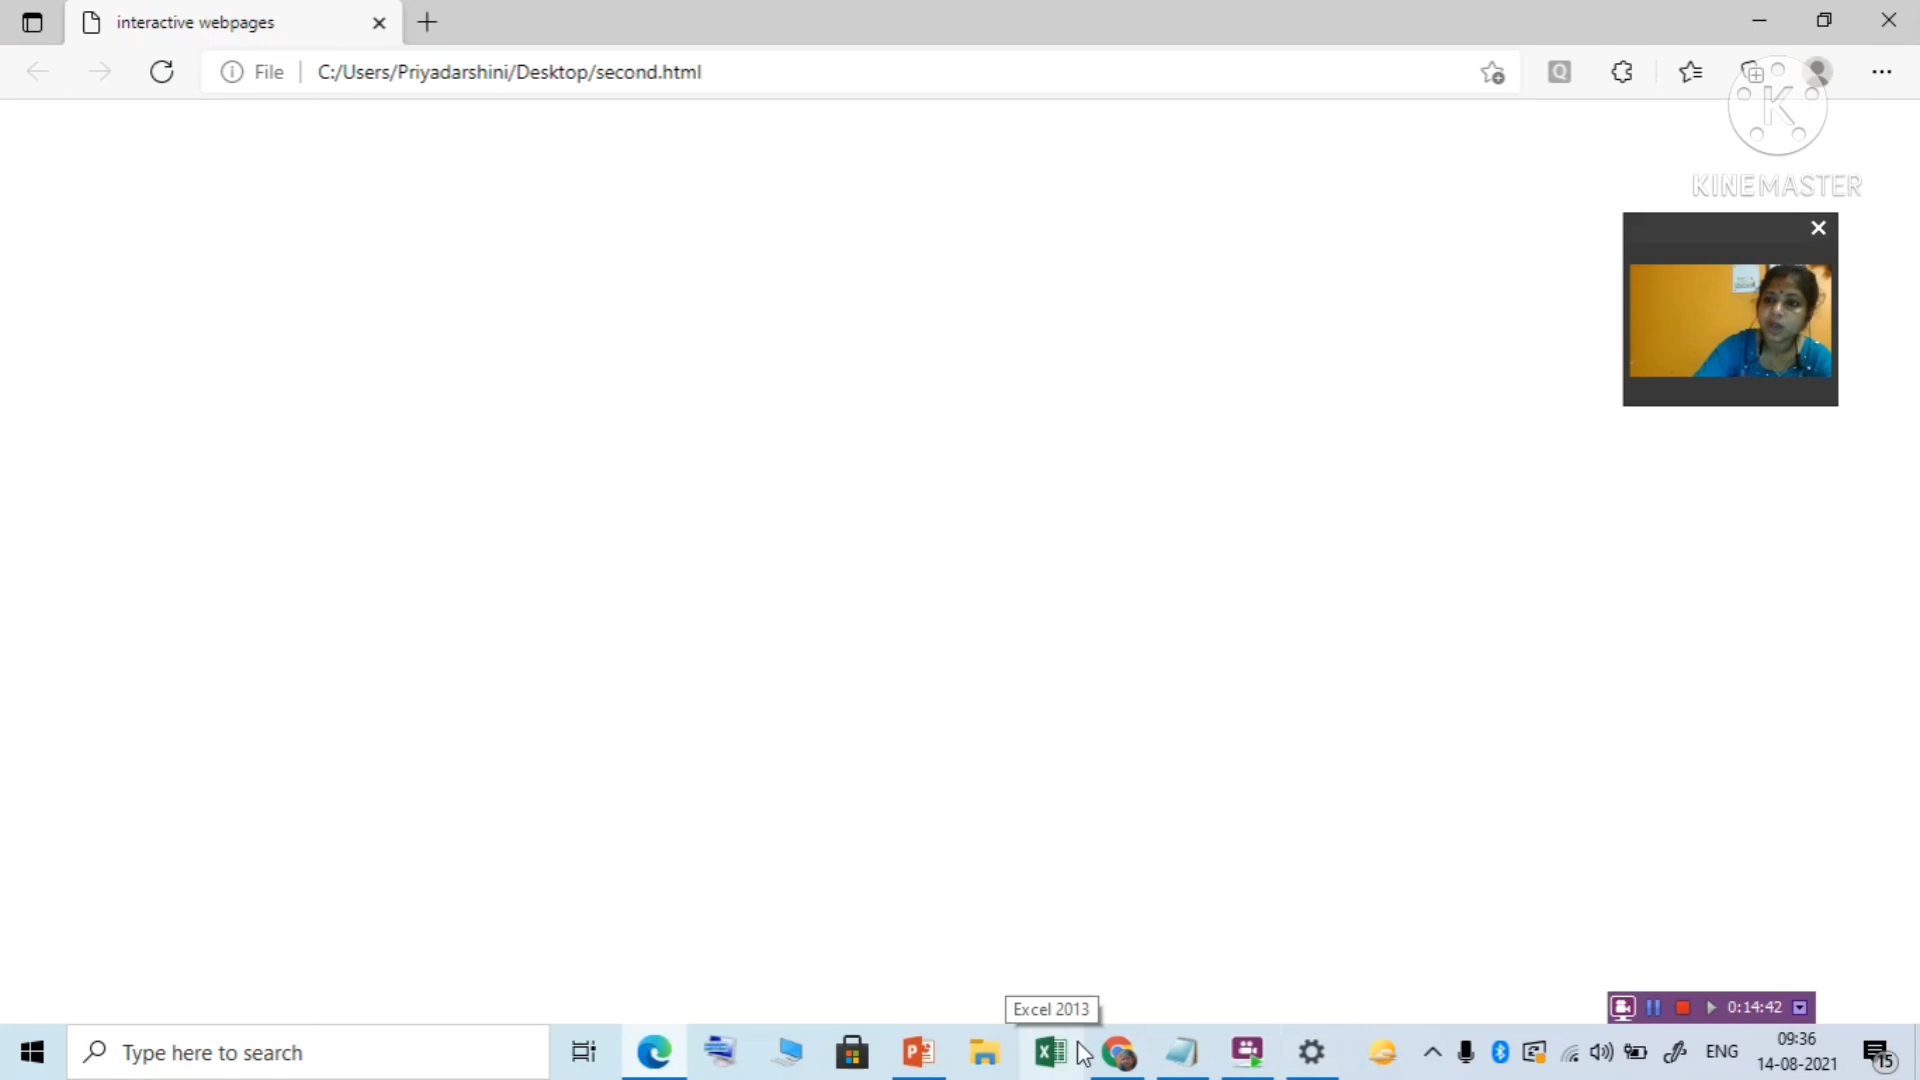 interactive webpages
File
C:/Users/Priyadarshini/Desktop/second.html
KINEMASTER
Excel 2013
0:14:42
Type here to search
ENG
09:36
14-08-2021
15